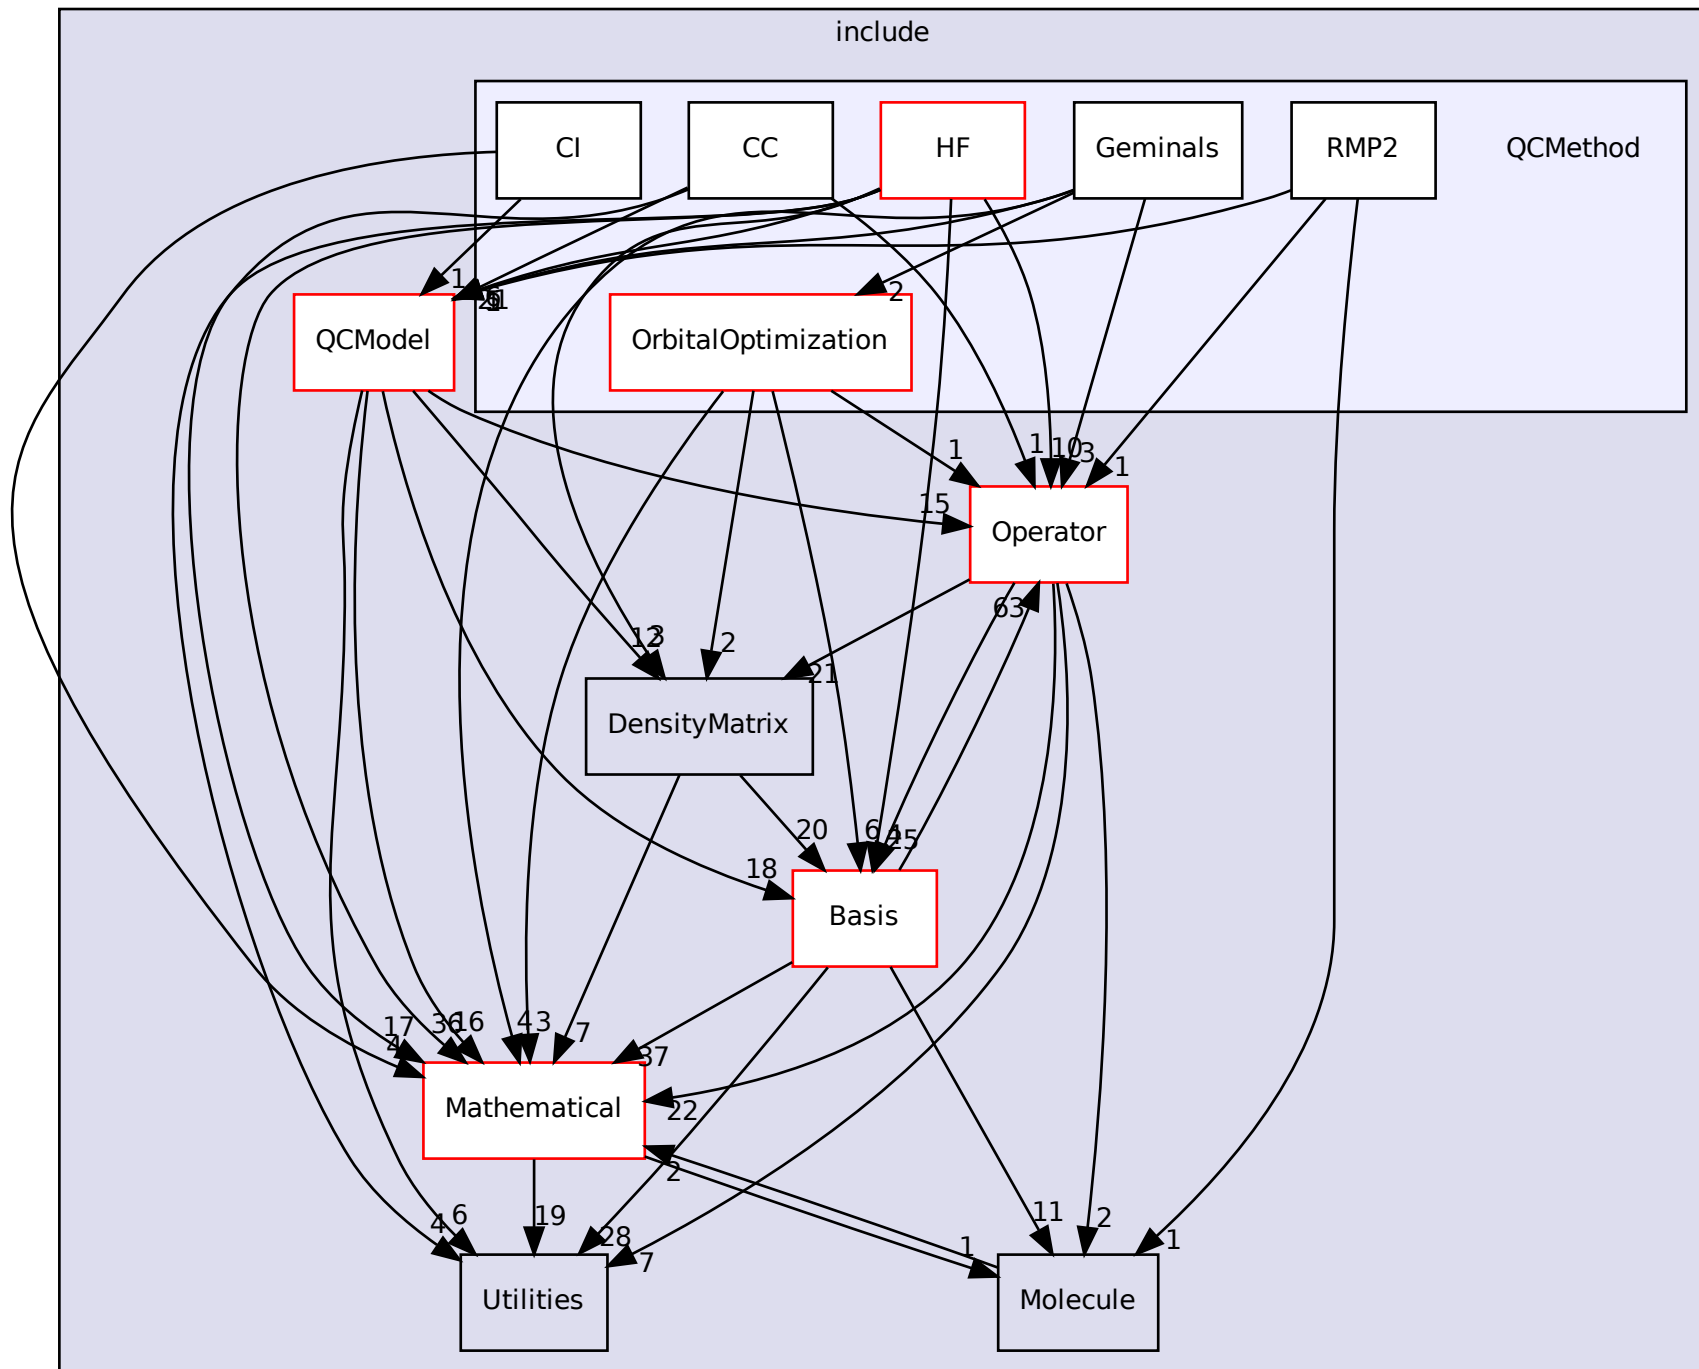 include
CI
CC
HF
Geminals
RMP2
QCMethod
1
2
QCModel
OrbitalOptimization
1
1
10
3
1
15
Operator
63
12
3
2
21
DensityMatrix
20
6
18
Basis
17
4
36
16
4
3
7
37
Mathematical
22
2
4
6
19
28
7
1
11
2
1
Utilities
Molecule